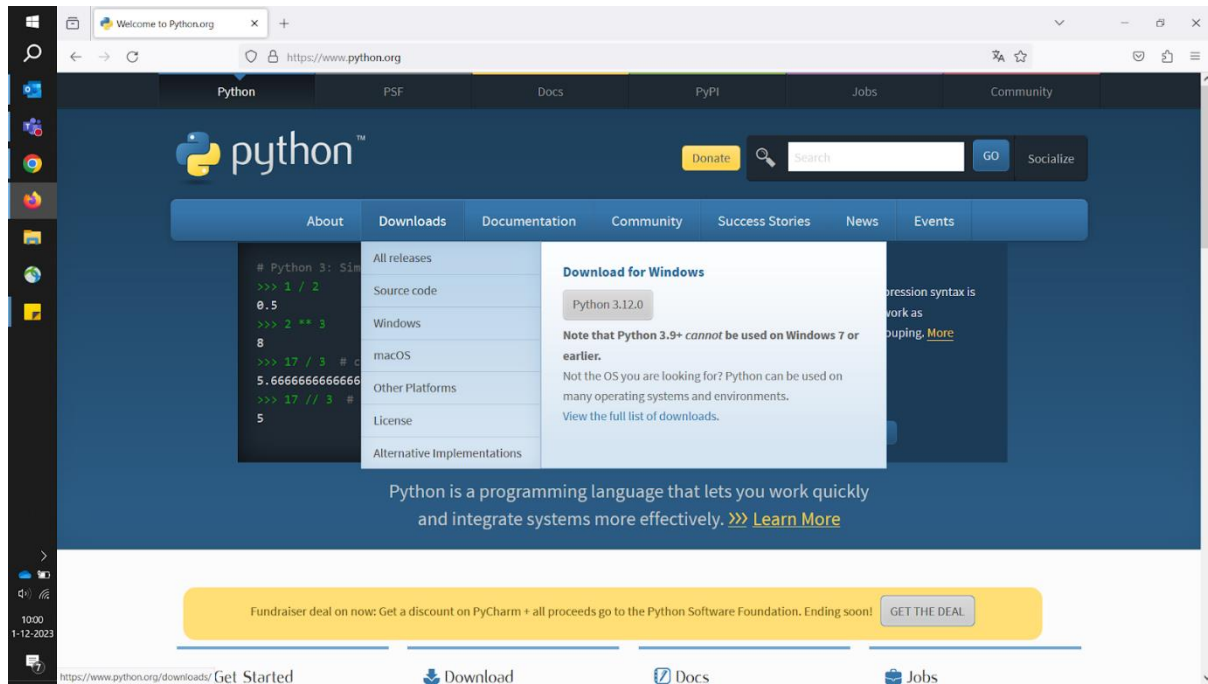 Welcome to Python.org
https://www.python.org
Python PSF Docs PyPI Jobs Community
python™
Donate Search GO Socialize
About Downloads Documentation Community Success Stories News Events
# Python 3: Sim
>>> 1 / 2
0.5
>>> 2 ** 3
8
>>> 17 / 3 # c
5.6666666666666
>>> 17 // 3 #
5
All releases
Source code
Windows
macOS
Other Platforms
License
Alternative Implementations
Download for Windows
Python 3.12.0
Note that Python 3.9+ cannot be used on Windows 7 or
earlier.
Not the OS you are looking for? Python can be used on
many operating systems and environments.
View the full list of downloads.
pression syntax is
work as
ouping. More
Python is a programming language that lets you work quickly
and integrate systems more effectively. >>> Learn More
Fundraiser deal on now: Get a discount on PyCharm + all proceeds go to the Python Software Foundation. Ending soon! GET THE DEAL
Get Started Download Docs Jobs
https://www.python.org/downloads/
10:00
1-12-2023
7